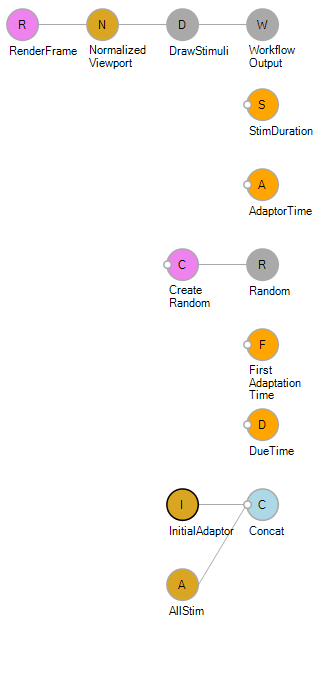 R
N
D
W
RenderFrame
Normalized
Viewport
DrawStimuli
Workflow
Output
S
StimDuration
A
AdaptorTime
C
R
Create
Random
Random
F
First
Adaptation
Time
D
DueTime
I
C
InitialAdaptor
Concat
A
AllStim